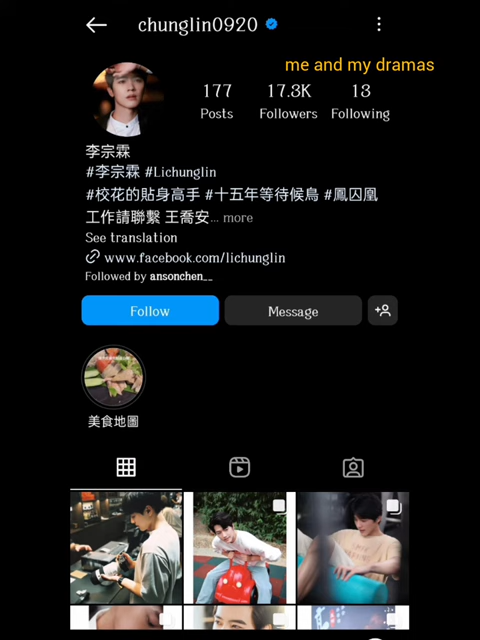 chunglin0920
me and my dramas
177 17.3K 13
Posts Followers Following
李宗霖
#李宗霖 #Lichunglin
#校花的貼身高手 #十五年等待候鳥 #鳳囚凰
工作請聯繫 王喬安... more
See translation
www.facebook.com/lichunglin
Followed by ansonchen__
Follow Message
美食地圖